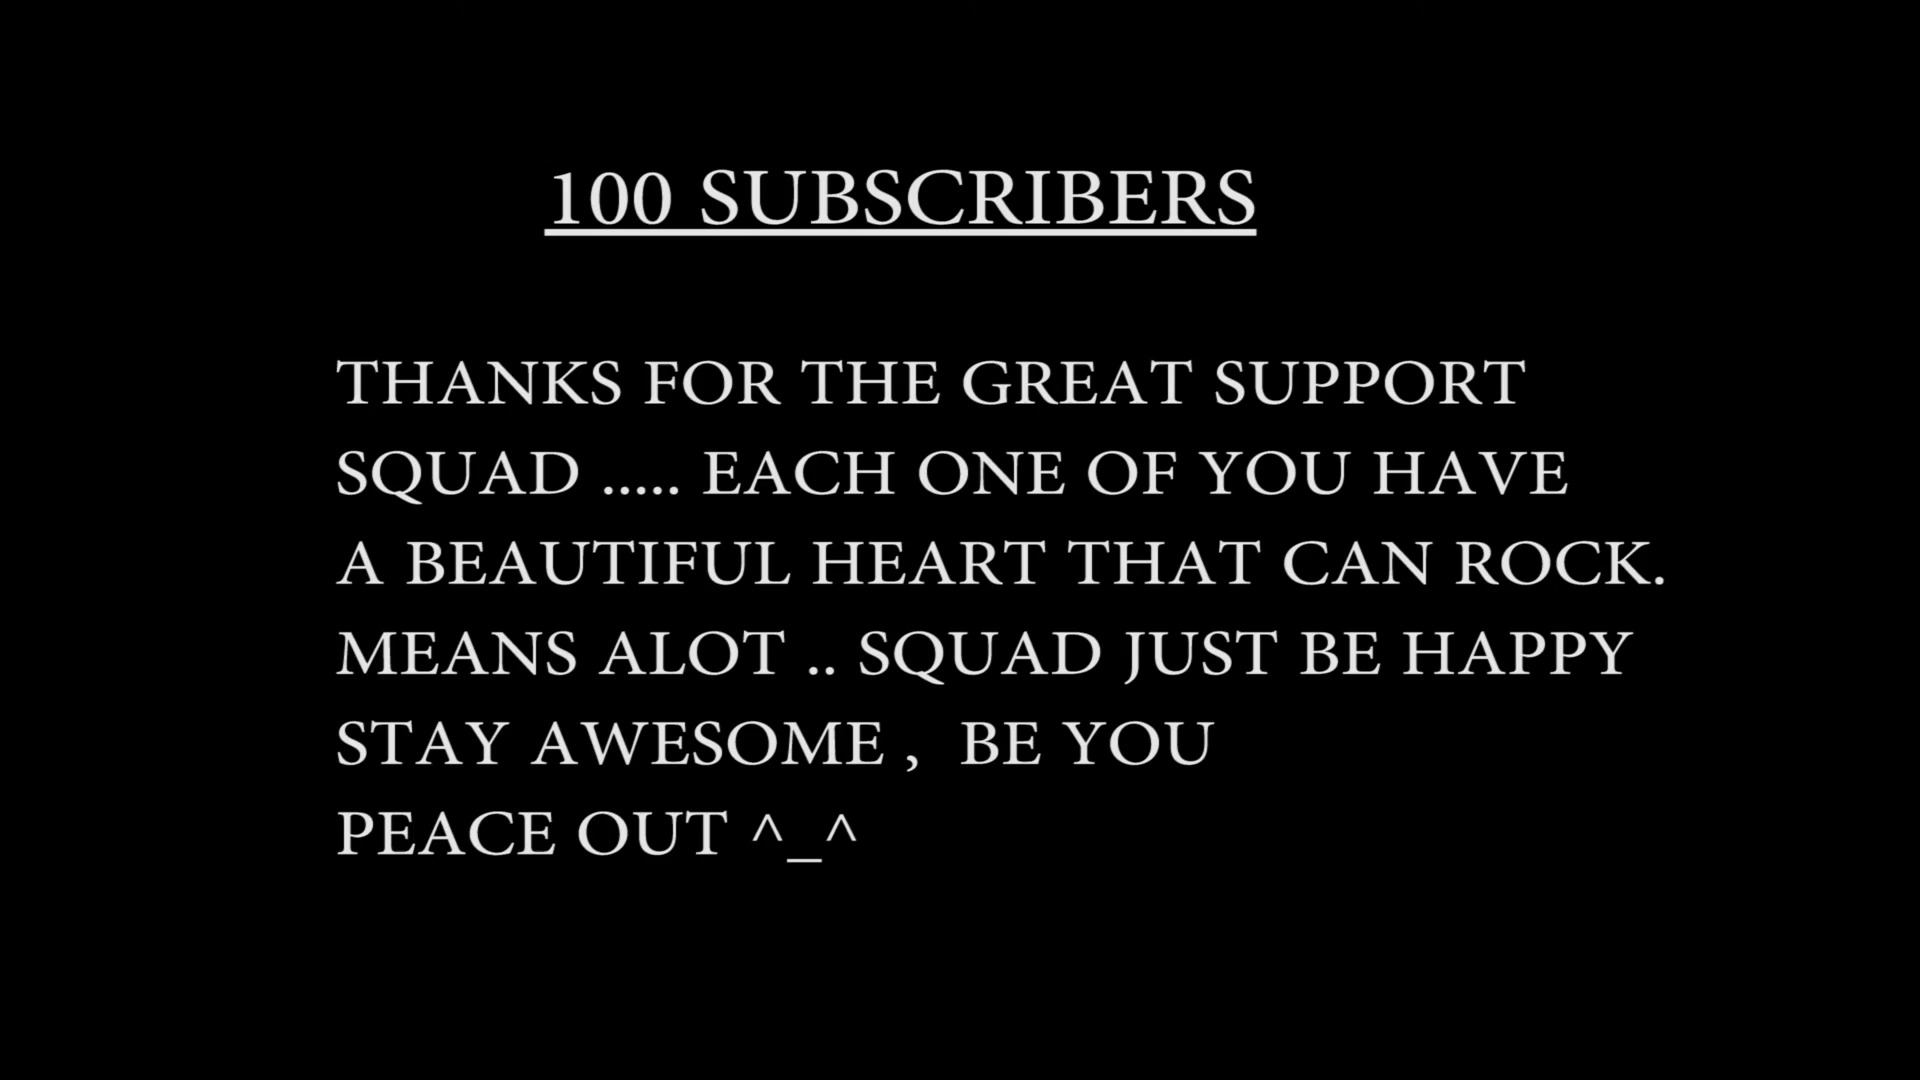 100 SUBSCRIBERS
THANKS FOR THE GREAT SUPPORT
SQUAD ..... EACH ONE OF YOU HAVE
A BEAUTIFUL HEART THAT CAN ROCK.
MEANS ALOT .. SQUAD JUST BE HAPPY
STAY AWESOME ,  BE YOU
PEACE OUT ^_^